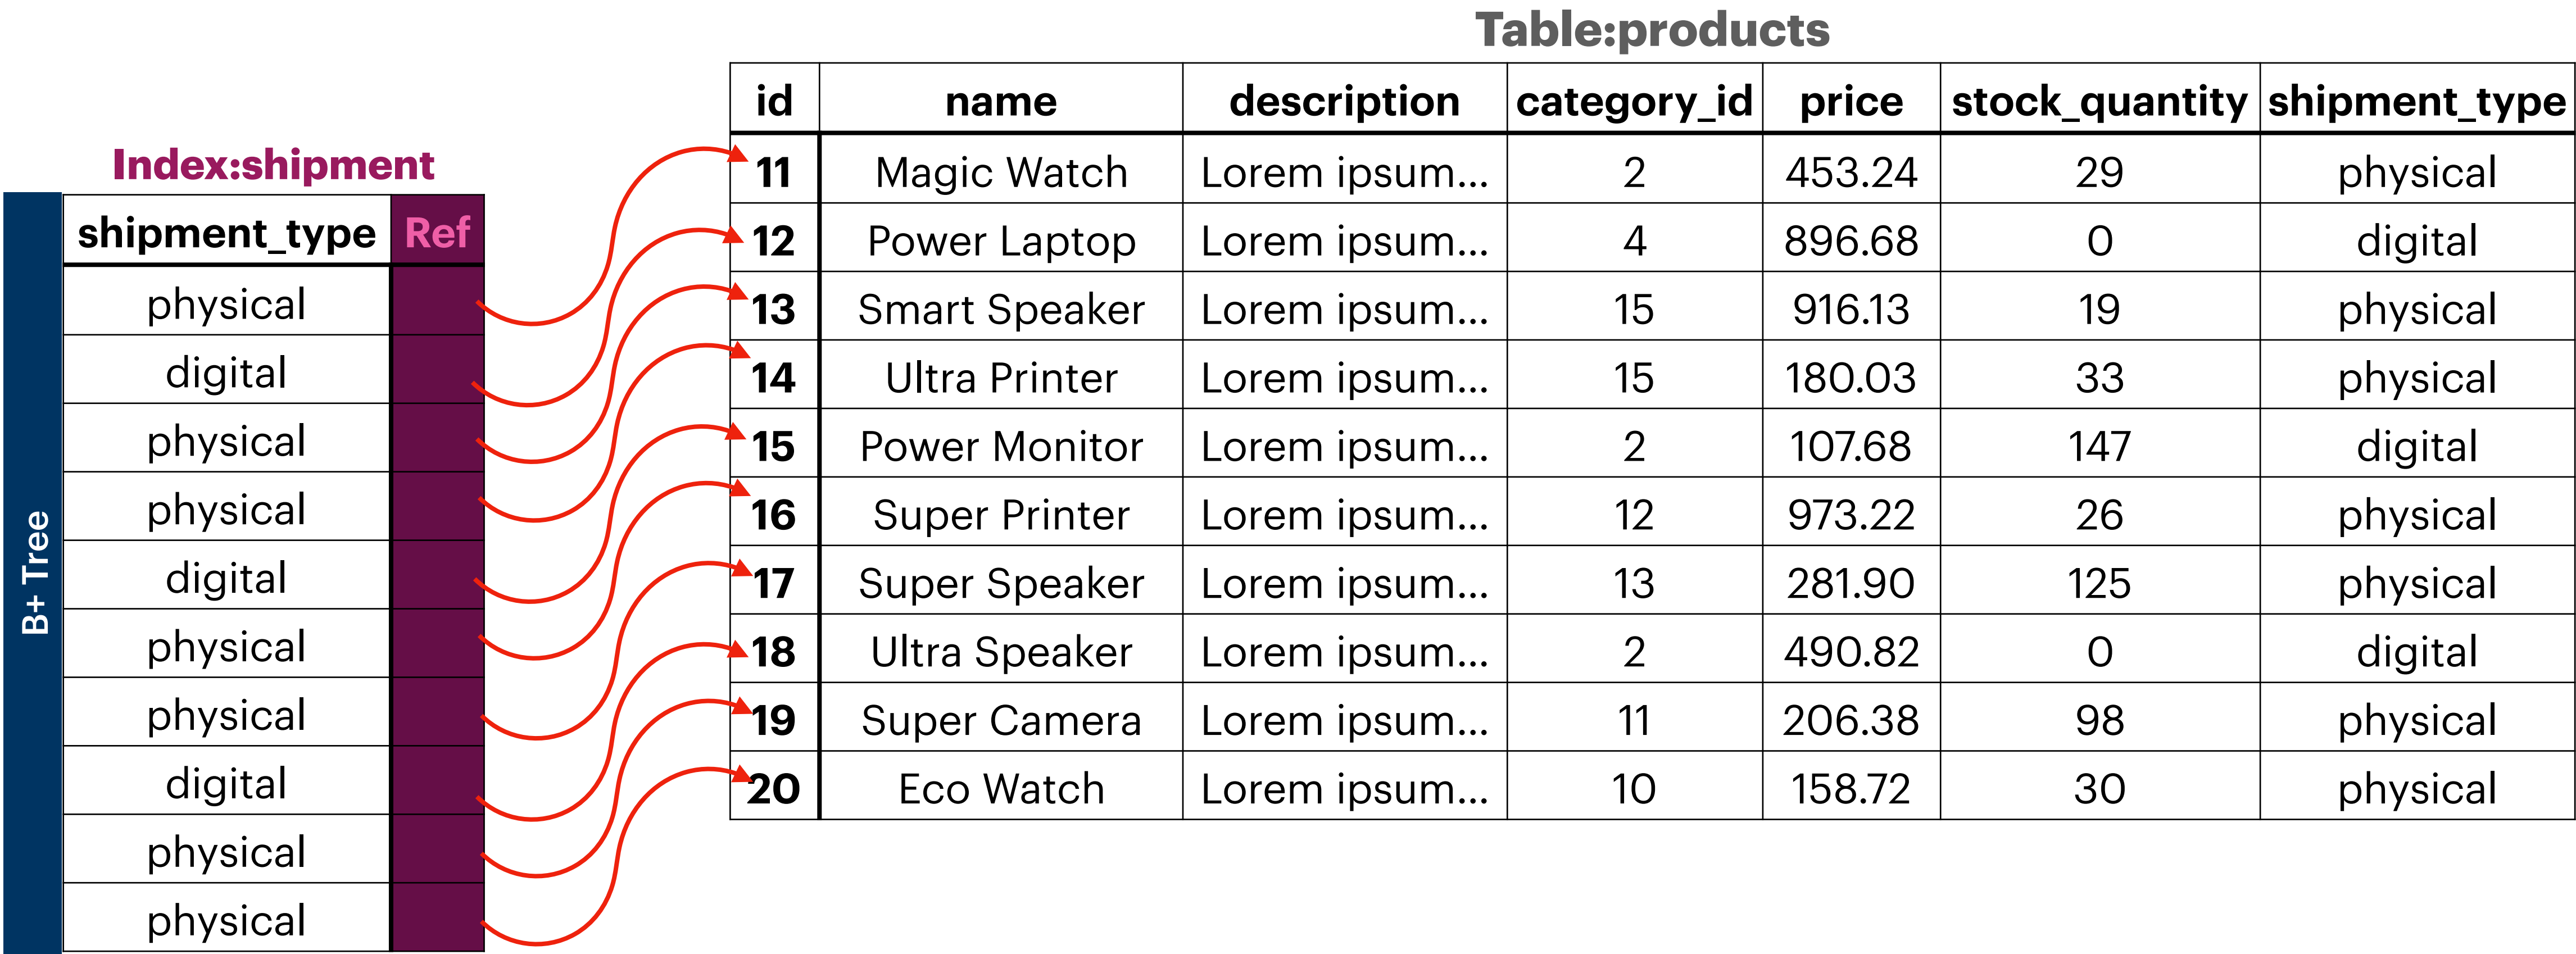 Table:products
id name description category_id price stock_quantity shipment_type
11 Magic Watch Lorem ipsum... 2 453.24 29 physical
12 Power Laptop Lorem ipsum... 4 896.68 0 digital
13 Smart Speaker Lorem ipsum... 15 916.13 19 physical
14 Ultra Printer Lorem ipsum... 15 180.03 33 physical
15 Power Monitor Lorem ipsum... 2 107.68 147 digital
16 Super Printer Lorem ipsum... 12 973.22 26 physical
17 Super Speaker Lorem ipsum... 13 281.90 125 physical
18 Ultra Speaker Lorem ipsum... 2 490.82 0 digital
19 Super Camera Lorem ipsum... 11 206.38 98 physical
20 Eco Watch Lorem ipsum... 10 158.72 30 physical
Index:shipment
shipment_type Ref
physical
digital
physical
physical
digital
physical
physical
digital
physical
physical
B+ Tree